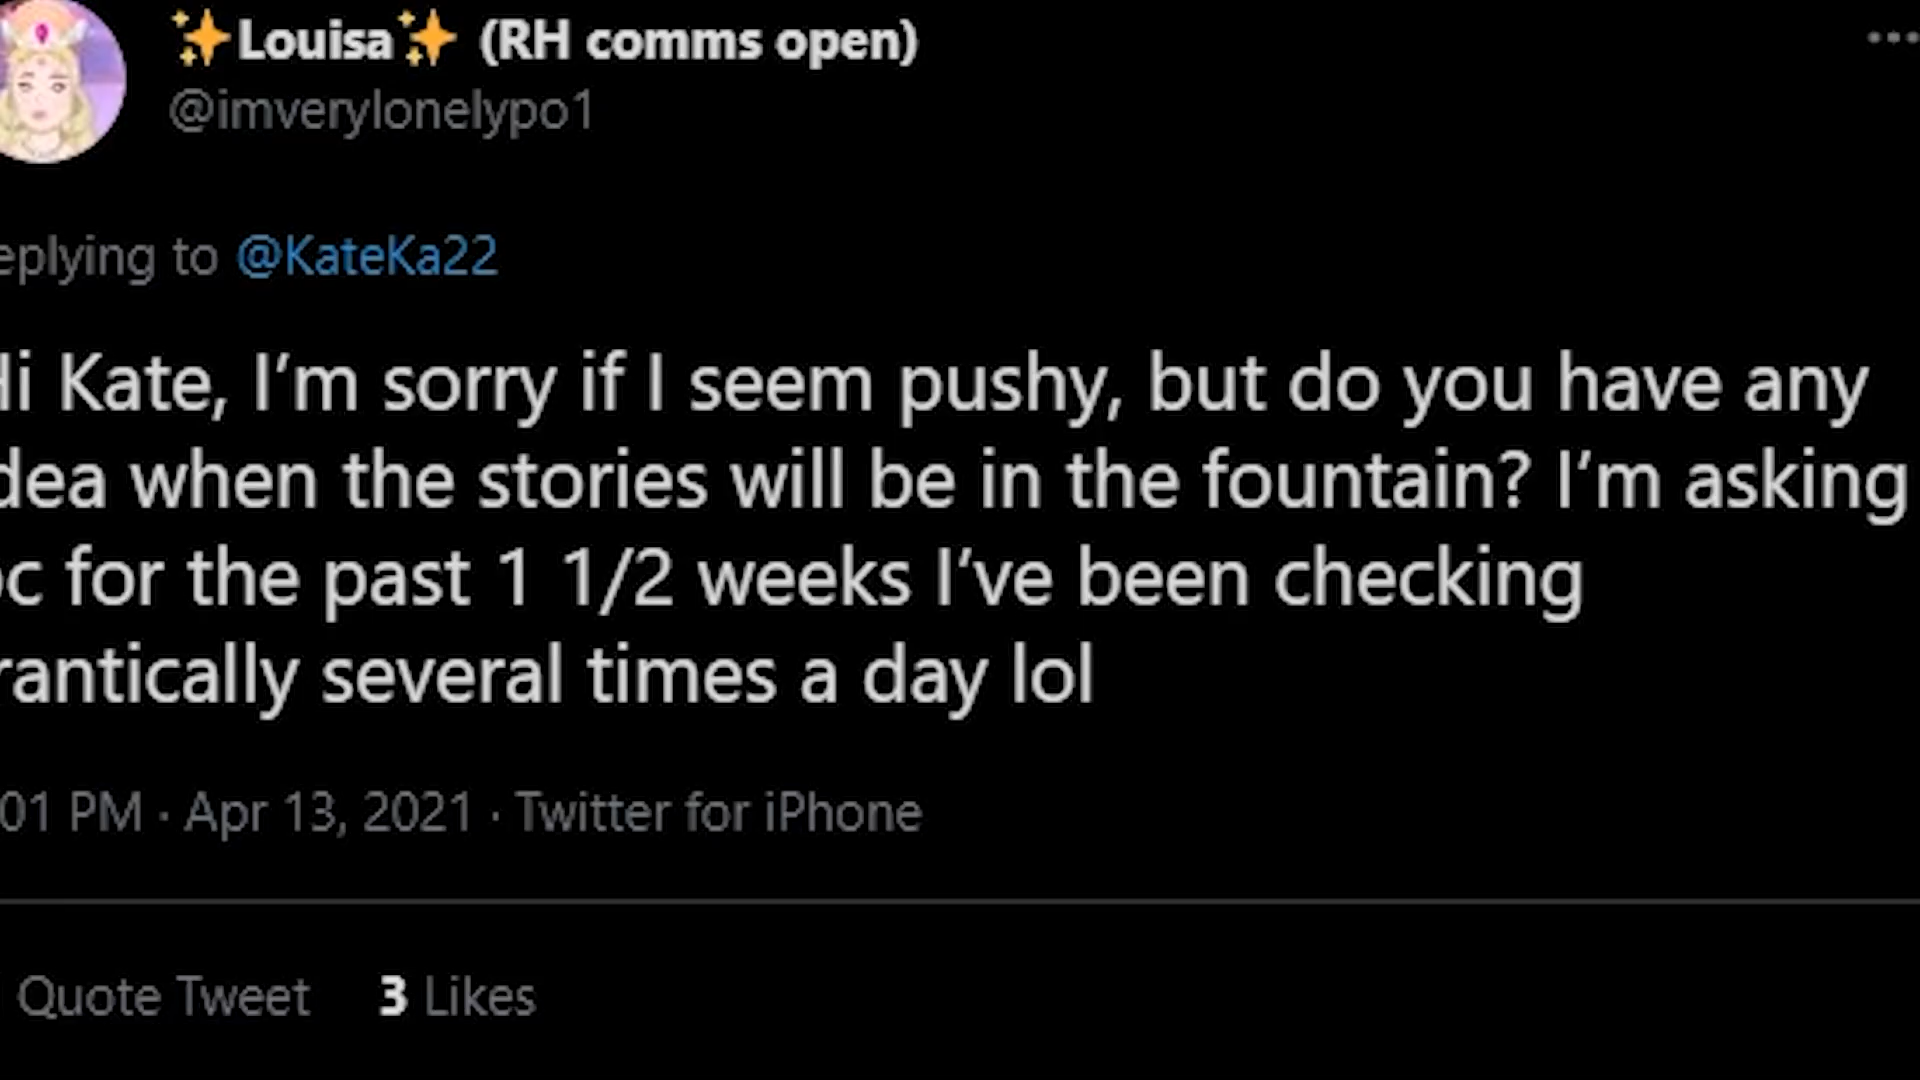 ✨Louisa✨ (RH comms open)
@imverylonelypo1
eplying to @KateKa22
Hi Kate, I'm sorry if I seem pushy, but do you have any
dea when the stories will be in the fountain? I'm asking
bc for the past 1 1/2 weeks I've been checking
rantically several times a day lol
01 PM · Apr 13, 2021 · Twitter for iPhone
Quote Tweet 3 Likes